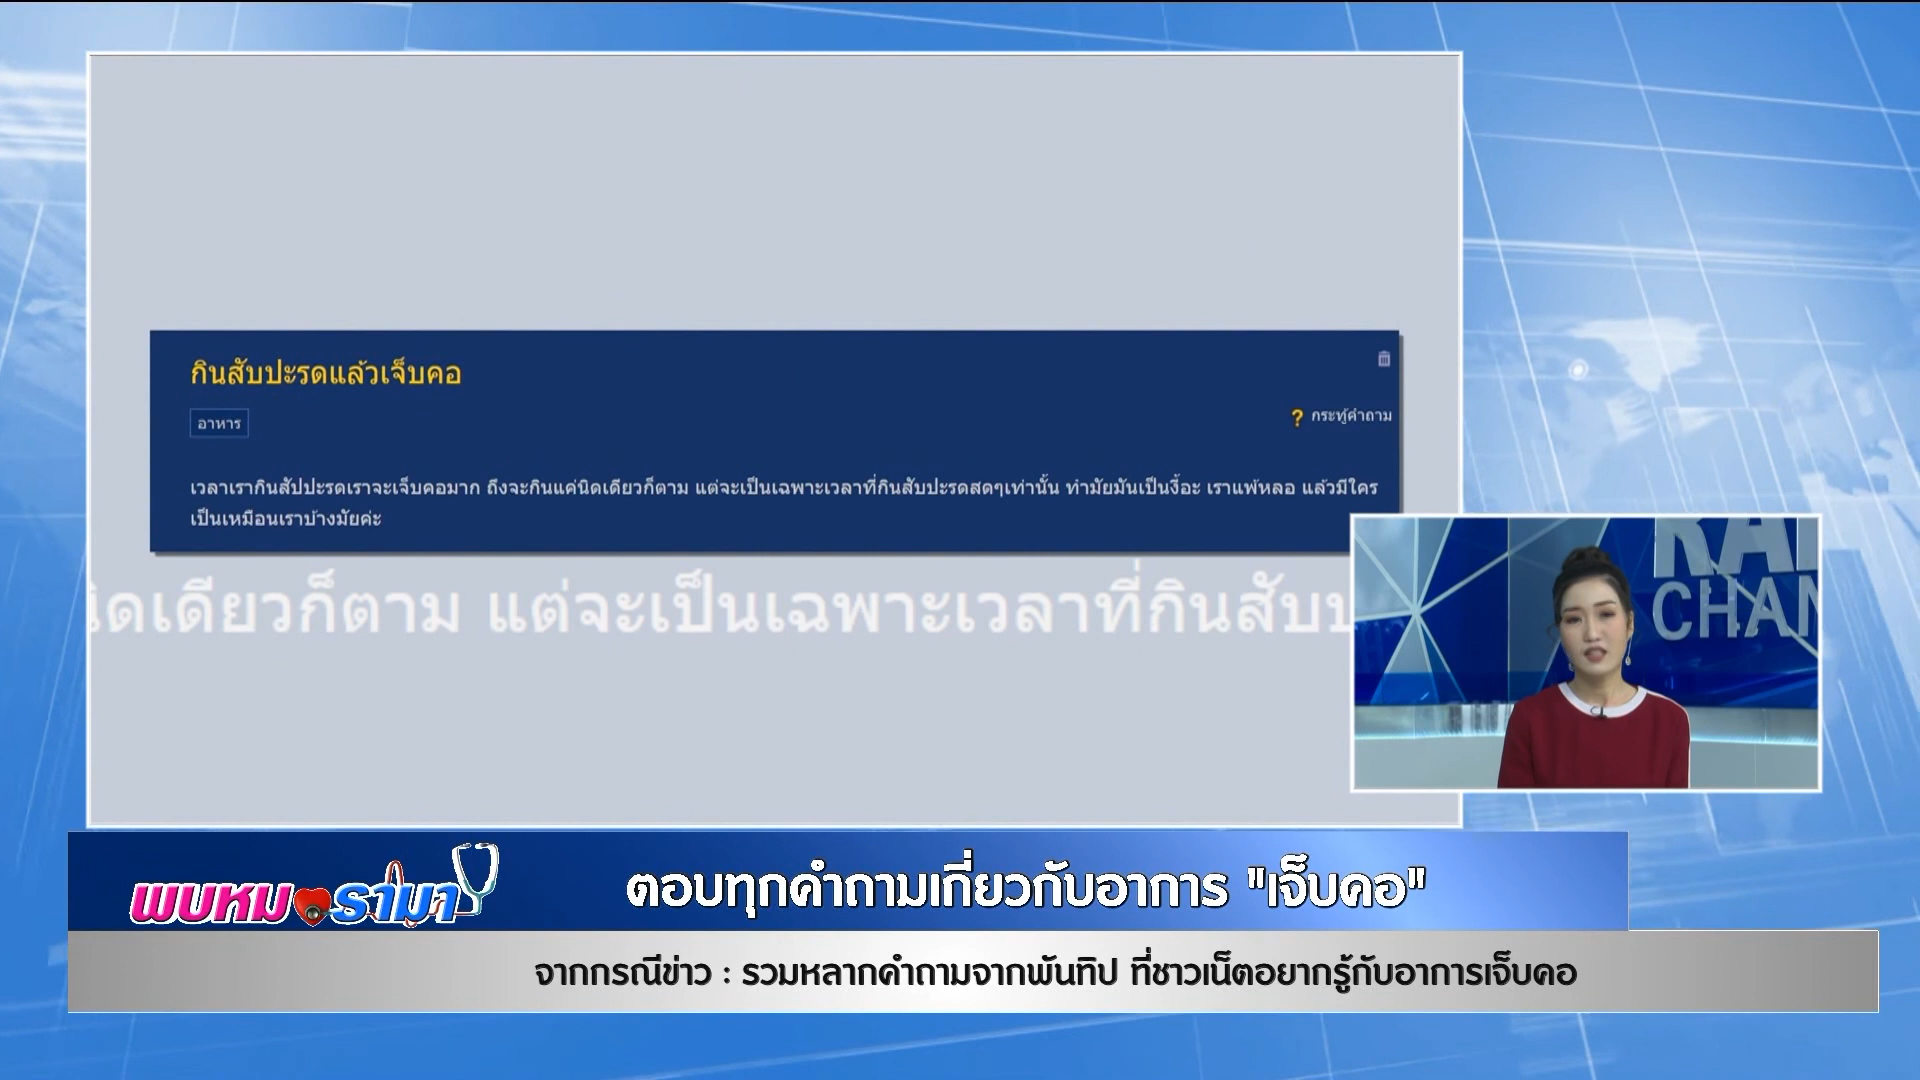 กินสับปะรดแล้วเจ็บคอ
อาหาร
? กระทู้คำถาม
เวลาเรากินสัปปะรดเราจะเจ็บคอมาก ถึงจะกินแค่นิดเดียวก็ตาม แต่จะเป็นเฉพาะเวลาที่กินสับปะรดสดๆเท่านั้น ทำมัยมันเป็นงี้อะ เราแพ้หลอ แล้วมีใคร
เป็นเหมือนเราบ้างมัยค่ะ
นิดเดียวก็ตาม แต่จะเป็นเฉพาะเวลาที่กินสับป
RA
CHAN
พบหมอรามา
ตอบทุกคำถามเกี่ยวกับอาการ "เจ็บคอ"
จากกรณีข่าว : รวมหลากคำถามจากพันทิป ที่ชาวเน็ตอยากรู้กับอาการเจ็บคอ